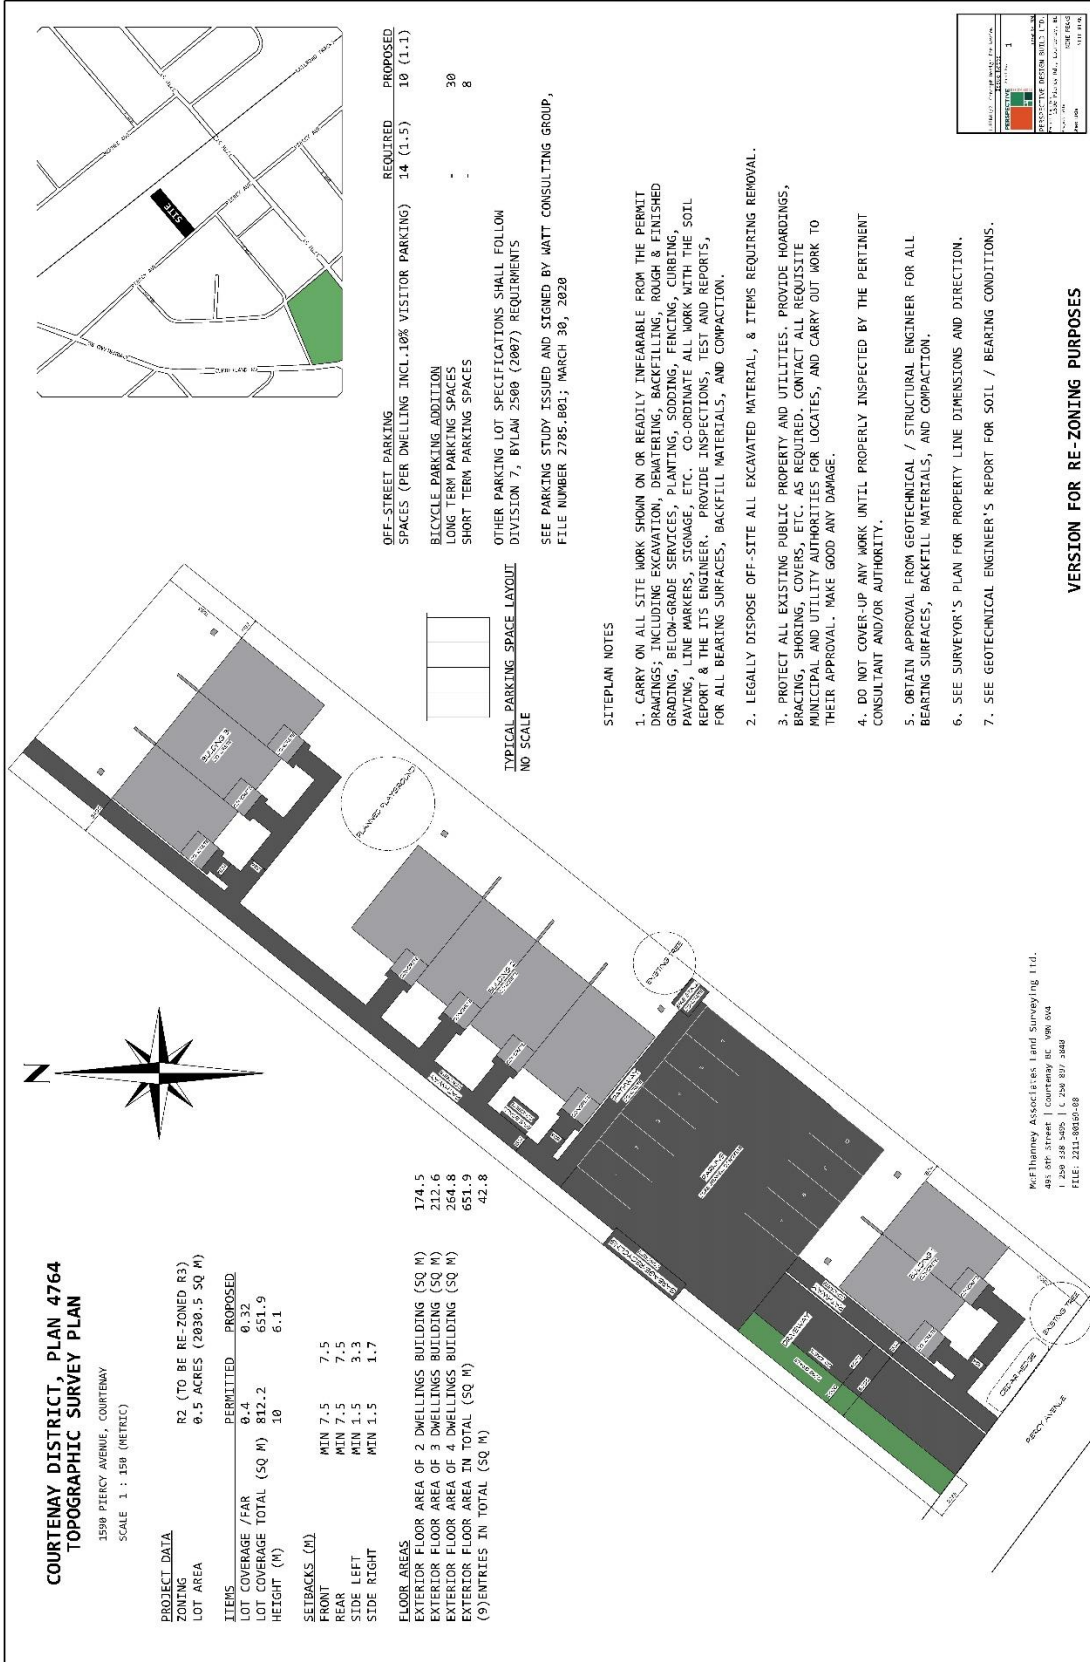 COURTENAY DISTRICT, PLAN 4764
TOPOGRAPHIC SURVEY PLAN
1590 PIERCY AVENUE, COURTENAY
SCALE 1 : 150 (METRIC)
PROJECT DATA
ZONING R2 (TO BE RE-ZONED R3)
LOT AREA 0.5 ACRES (2030.5 SQ M)
ITEMS PERMITTED PROPOSED
LOT COVERAGE /FAR 0.4 0.32
LOT COVERAGE TOTAL (SQ M) 812.2 651.9
HEIGHT (M) 10 6.1
SETBACKS (M)
FRONT MIN 7.5 7.5
REAR MIN 7.5 7.5
SIDE LEFT MIN 1.5 3.3
SIDE RIGHT MIN 1.5 1.7
FLOOR AREAS
EXTERIOR FLOOR AREA OF 2 DWELLINGS BUILDING (SQ M) 174.5
EXTERIOR FLOOR AREA OF 3 DWELLINGS BUILDING (SQ M) 212.6
EXTERIOR FLOOR AREA OF 4 DWELLINGS BUILDING (SQ M) 264.8
EXTERIOR FLOOR AREA IN TOTAL (SQ M) 651.9
(9)ENTRIES IN TOTAL (SQ M) 42.8
N
BUILDING 3
PLANNED PLAYGROUND
BUILDING 2
EXISTING TREE
PATHWAY
PARKING
DRIVEWAY
BUILDING 1
EXISTING TREE
CEDAR HEDGE
PIERCY AVENUE
McElhanney Associates Land Surveying Ltd.
495 6th Street | Courtenay BC V9N 6V4
FILE: 2211-80169-08
TYPICAL PARKING SPACE LAYOUT
NO SCALE
SITE
OFF-STREET PARKING REQUIRED PROPOSED
SPACES (PER DWELLING INCL.10% VISITOR PARKING) 14 (1.5) 10 (1.1)
BICYCLE PARKING ADDITION
LONG TERM PARKING SPACES - 30
SHORT TERM PARKING SPACES - 8
OTHER PARKING LOT SPECIFICATIONS SHALL FOLLOW
DIVISION 7, BYLAW 2500 (2007) REQUIRMENTS
SEE PARKING STUDY ISSUED AND SIGNED BY WATT CONSULTING GROUP,
FILE NUMBER 2785.B01; MARCH 30, 2020
SITEPLAN NOTES
1. CARRY ON ALL SITE WORK SHOWN ON OR READILY INFEARABLE FROM THE PERMIT
DRAWINGS; INCLUDING EXCAVATION, DEWATERING, BACKFILLING, ROUGH & FINISHED
GRADING, BELOW-GRADE SERVICES, PLANTING, SODDING, FENCING, CURBING,
PAVING, LINE MARKERS, SIGNAGE, ETC. CO-ORDINATE ALL WORK WITH THE SOIL
REPORT & THE ITS ENGINEER. PROVIDE INSPECTIONS, TEST AND REPORTS,
FOR ALL BEARING SURFACES, BACKFILL MATERIALS, AND COMPACTION.
2. LEGALLY DISPOSE OFF-SITE ALL EXCAVATED MATERIAL, & ITEMS REQUIRING REMOVAL.
3. PROTECT ALL EXISTING PUBLIC PROPERTY AND UTILITIES. PROVIDE HOARDINGS,
BRACING, SHORING, COVERS, ETC. AS REQUIRED. CONTACT ALL REQUISITE
MUNICIPAL AND UTILITY AUTHORITIES FOR LOCATES, AND CARRY OUT WORK TO
THEIR APPROVAL. MAKE GOOD ANY DAMAGE.
4. DO NOT COVER-UP ANY WORK UNTIL PROPERLY INSPECTED BY THE PERTINENT
CONSULTANT AND/OR AUTHORITY.
5. OBTAIN APPROVAL FROM GEOTECHNICAL / STRUCTURAL ENGINEER FOR ALL
BEARING SURFACES, BACKFILL MATERIALS, AND COMPACTION.
6. SEE SURVEYOR'S PLAN FOR PROPERTY LINE DIMENSIONS AND DIRECTION.
7. SEE GEOTECHNICAL ENGINEER'S REPORT FOR SOIL / BEARING CONDITIONS.
VERSION FOR RE-ZONING PURPOSES
PERSPECTIVE
1
PERSPECTIVE DESIGN BUILD LTD.